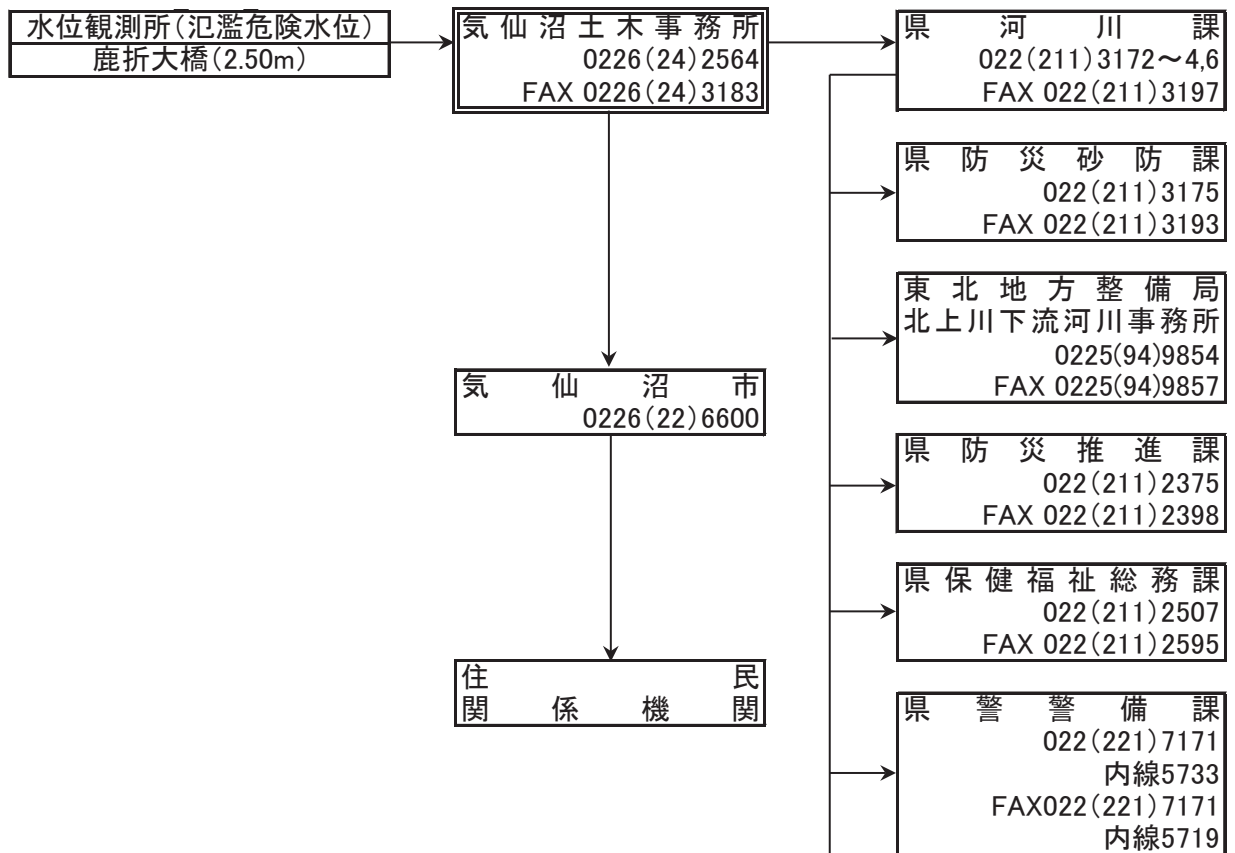 水位観測所(氾濫危険水位)
鹿折大橋(2.50m)
気仙沼土木事務所
0226(24)2564
FAX 0226(24)3183
気仙沼市
0226(22)6600
住民
関係機関
県河川課
022(211)3172～4,6
FAX 022(211)3197
県防災砂防課
022(211)3175
FAX 022(211)3193
東北地方整備局
北上川下流河川事務所
0225(94)9854
FAX 0225(94)9857
県防災推進課
022(211)2375
FAX 022(211)2398
県保健福祉総務課
022(211)2507
FAX 022(211)2595
県警警備課
022(221)7171
内線5733
FAX022(221)7171
内線5719